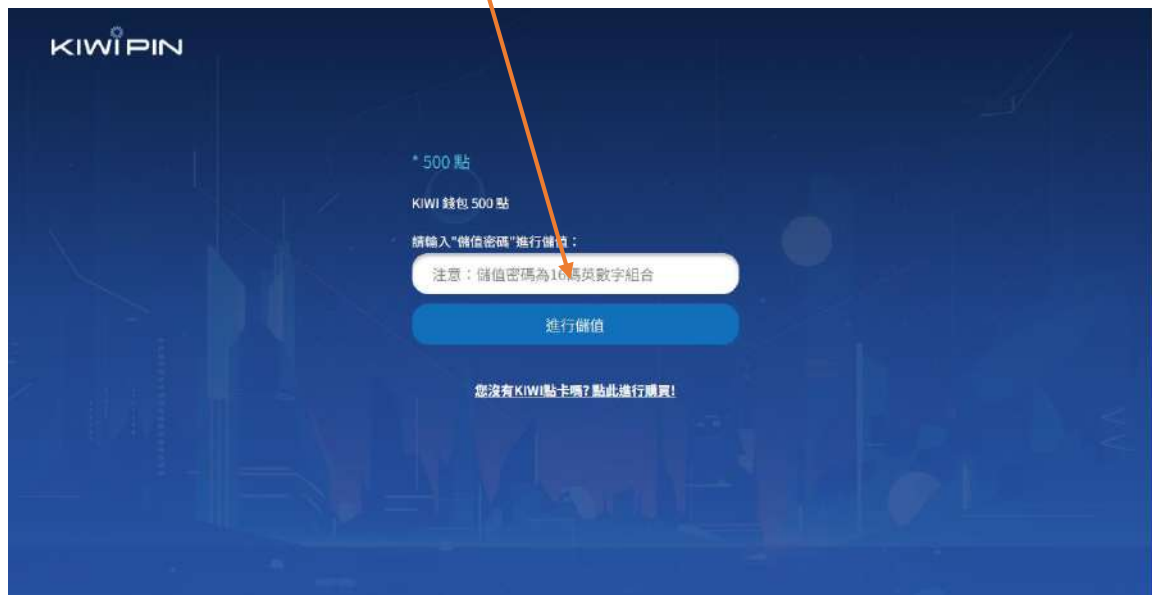 KIWIPIN
* 500 點
KIWI 錢包 500 點
請輸入"儲值密碼"進行儲值：
注意：儲值密碼為16碼英數字組合
進行儲值
您沒有KIWI點卡嗎? 點此進行購買!